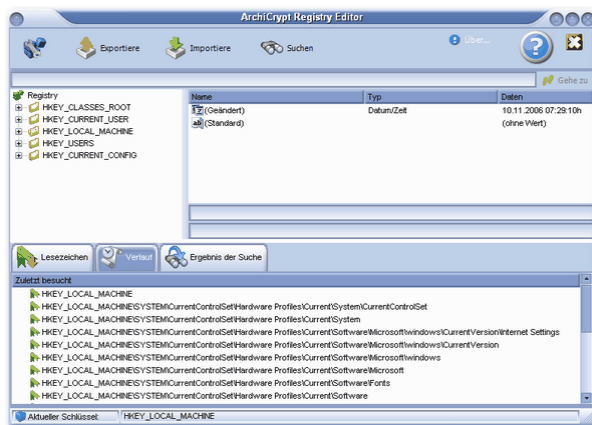 ArchiCrypt Registry Editor
Exportiere
Importiere
Suchen
Über...
Gehe zu
Registry
HKEY_CLASSES_ROOT
HKEY_CURRENT_USER
HKEY_LOCAL_MACHINE
HKEY_USERS
HKEY_CURRENT_CONFIG
Name Typ Daten
(Geändert) Datum/Zeit 10.11.2006 07:29:10h
(Standard) (ohne Wert)
Lesezeichen
Verlauf
Ergebnis der Suche
Zuletzt besucht
HKEY_LOCAL_MACHINE
HKEY_LOCAL_MACHINE\SYSTEM\CurrentControlSet\Hardware Profiles\Current\System\CurrentControlSet
HKEY_LOCAL_MACHINE\SYSTEM\CurrentControlSet\Hardware Profiles\Current\System
HKEY_LOCAL_MACHINE\SYSTEM\CurrentControlSet\Hardware Profiles\Current\Software\Microsoft\windows\CurrentVersion\Internet Settings
HKEY_LOCAL_MACHINE\SYSTEM\CurrentControlSet\Hardware Profiles\Current\Software\Microsoft\windows\CurrentVersion
HKEY_LOCAL_MACHINE\SYSTEM\CurrentControlSet\Hardware Profiles\Current\Software\Microsoft\windows
HKEY_LOCAL_MACHINE\SYSTEM\CurrentControlSet\Hardware Profiles\Current\Software\Microsoft
HKEY_LOCAL_MACHINE\SYSTEM\CurrentControlSet\Hardware Profiles\Current\Software\Fonts
HKEY_LOCAL_MACHINE\SYSTEM\CurrentControlSet\Hardware Profiles\Current\Software
Aktueller Schlüssel: HKEY_LOCAL_MACHINE